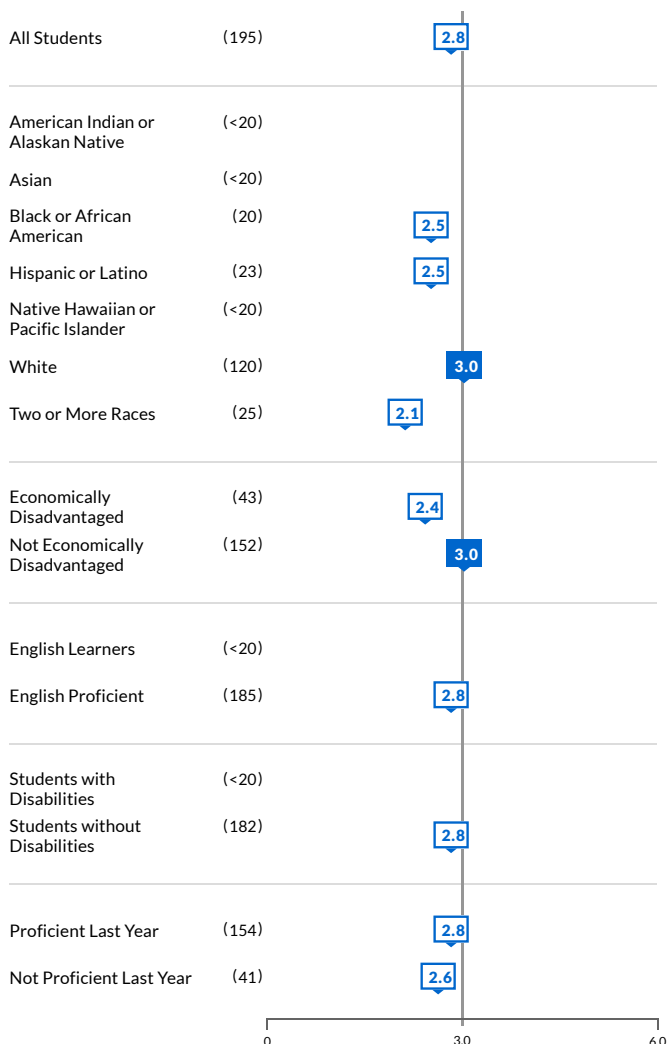 All Students (195) 2.8
American Indian or (<20)
Alaskan Native
Asian (<20)
Black or African (20) 2.5
American
Hispanic or Latino (23) 2.5
Native Hawaiian or (<20)
Pacific Islander
White (120) 3.0
Two or More Races (25) 2.1
Economically (43) 2.4
Disadvantaged
Not Economically (152) 3.0
Disadvantaged
English Learners (<20)
English Proficient (185) 2.8
Students with (<20)
Disabilities
Students without (182) 2.8
Disabilities
Proficient Last Year (154) 2.8
Not Proficient Last Year (41) 2.6
0 3.0 6.0